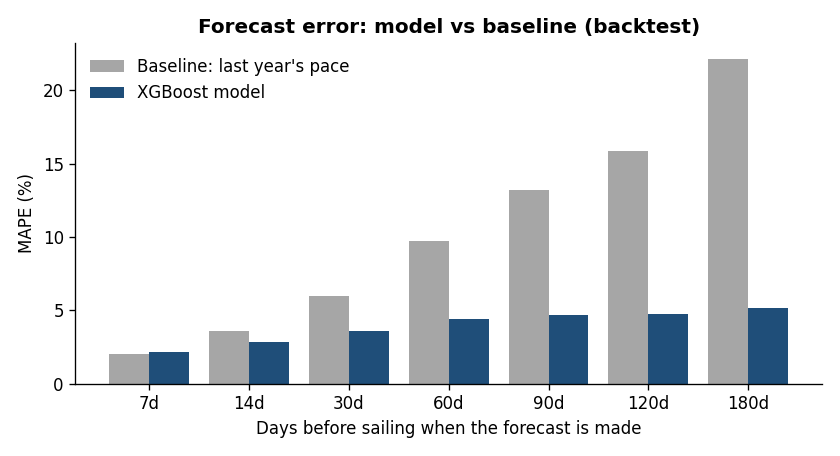 Forecast error: model vs baseline (backtest)
Baseline: last year's pace
XGBoost model
MAPE (%)
20
15
10
5
0
7d 14d 30d 60d 90d 120d 180d
Days before sailing when the forecast is made